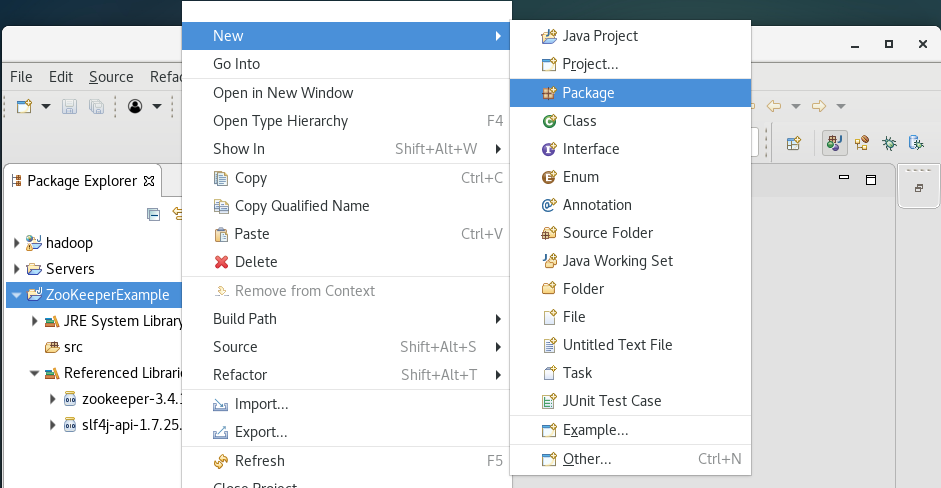 File Edit Source
Package Explorer
hadoop
Servers
ZooKeeperExample
JRE System Library
src
Referenced
zookeeper-3.4.
slf4j-api-1.7.25.
New
Go Into
Open in New Window
Open Type Hierarchy F4
Show In Shift+Alt+W
Copy Ctrl+C
Copy Qualified Name
Paste Ctrl+V
Delete
Remove from Context
Build Path
Source Shift+Alt+S
Refactor Shift+Alt+T
Import...
Export...
Refresh F5
Close Project
Java Project
Project...
Package
Class
Interface
Enum
Annotation
Source Folder
Java Working Set
Folder
File
Untitled Text File
Task
JUnit Test Case
Example...
Other... Ctrl+N